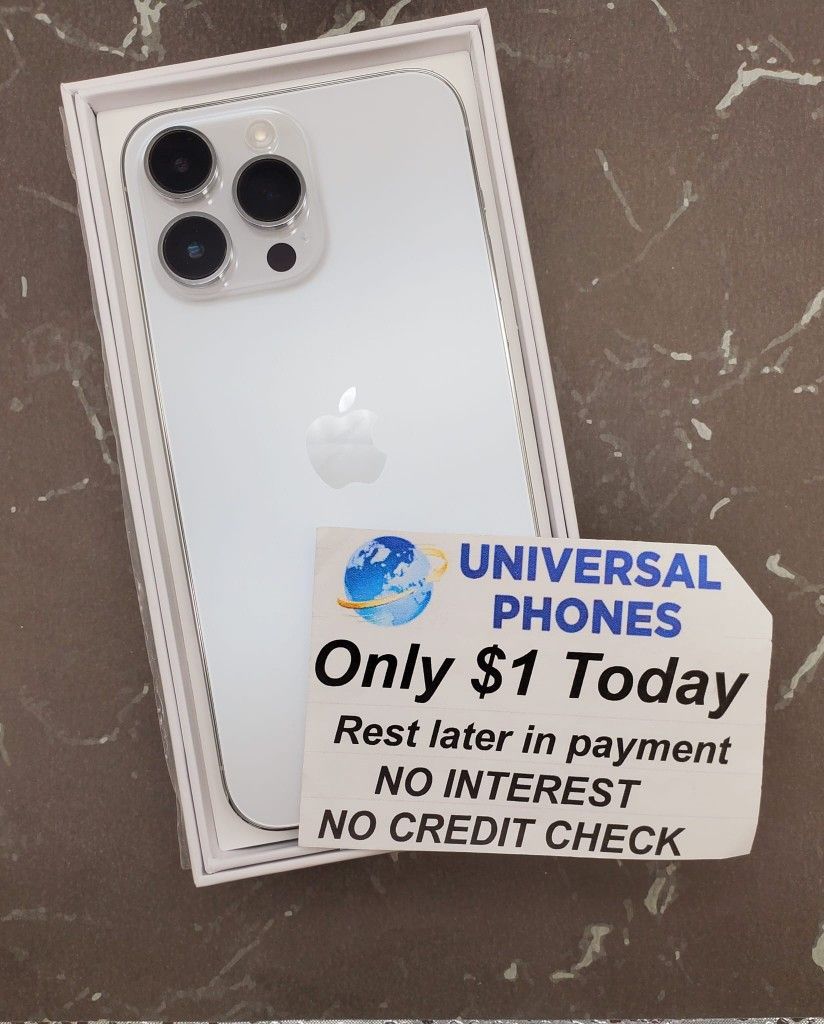 UNIVERSAL
PHONES
Only $1 Today
Rest later in payment
NO INTEREST
NO CREDIT CHECK